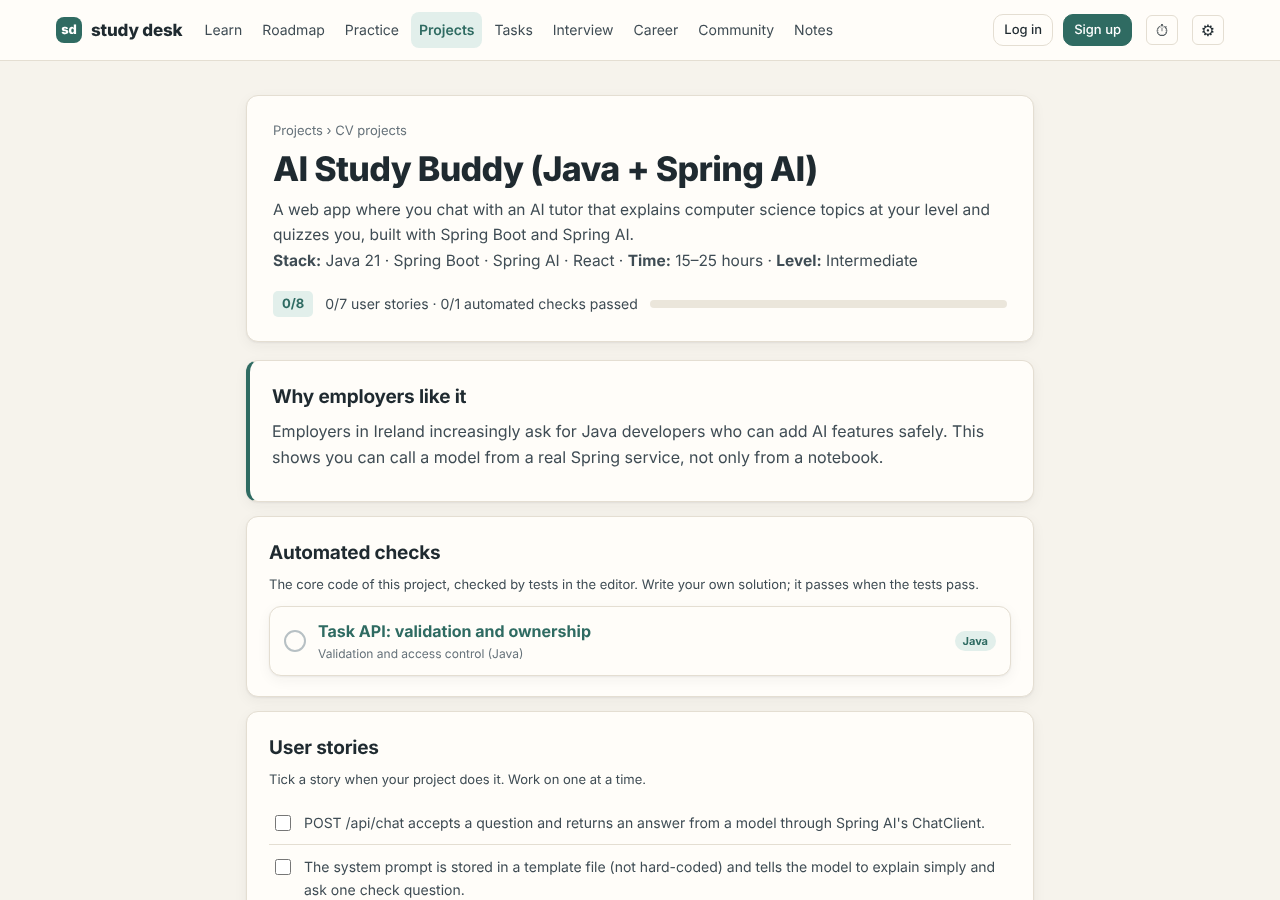 sd study desk Learn Roadmap Practice Projects Tasks Interview Career Community Notes Log in Sign up
Projects › CV projects
AI Study Buddy (Java + Spring AI)
A web app where you chat with an AI tutor that explains computer science topics at your level and
quizzes you, built with Spring Boot and Spring AI.
Stack: Java 21 · Spring Boot · Spring AI · React · Time: 15–25 hours · Level: Intermediate
0/8 0/7 user stories · 0/1 automated checks passed
Why employers like it
Employers in Ireland increasingly ask for Java developers who can add AI features safely. This
shows you can call a model from a real Spring service, not only from a notebook.
Automated checks
The core code of this project, checked by tests in the editor. Write your own solution; it passes when the tests pass.
Task API: validation and ownership
Validation and access control (Java)
Java
User stories
Tick a story when your project does it. Work on one at a time.
POST /api/chat accepts a question and returns an answer from a model through Spring AI's ChatClient.
The system prompt is stored in a template file (not hard-coded) and tells the model to explain simply and
ask one check question.